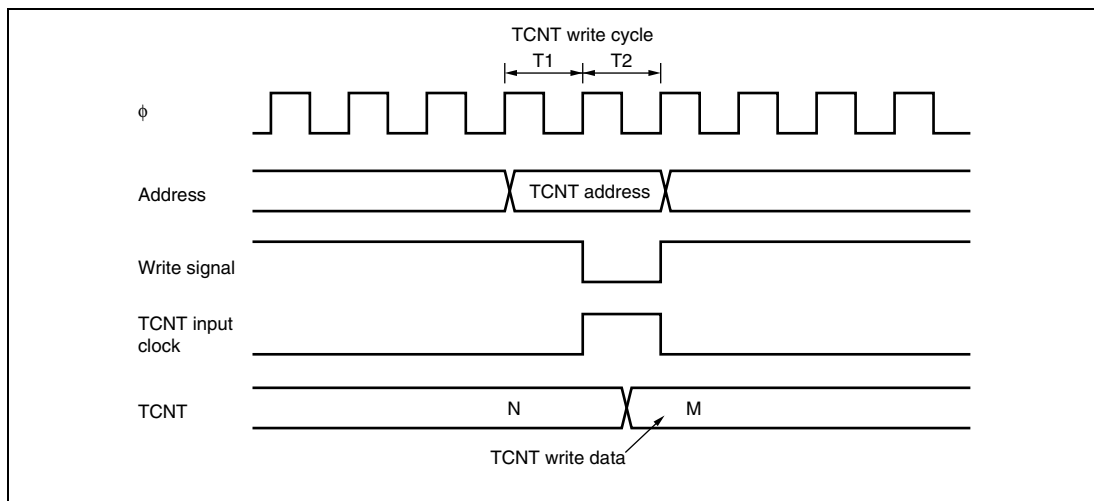 TCNT write cycle
T1 T2
ϕ
Address
TCNT address
Write signal
TCNT input
clock
TCNT
N M
TCNT write data